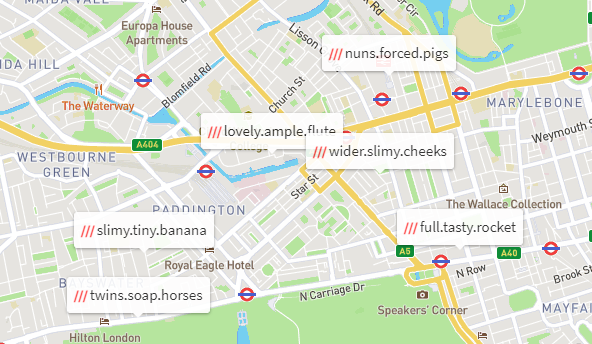 MAIDA VALE
Europa House
Apartments
Lisson
Cir
/// nuns.forced.pigs
DA HILL
The Waterway
Blomfield Rd
Church St
MARYLEBONE
A404
/// lovely.ample.flute
Weymouth S
/// wider.slimy.cheeks
WESTBOURNE
GREEN
Star St
The Wallace Collection
PADDINGTON
/// slimy.tiny.banana
/// full.tasty.rocket
A5
A40
Royal Eagle Hotel
N Row
Brook St
/// twins.soap.horses
N Carriage Dr
Speakers' Corner
MAYFA
Hilton London